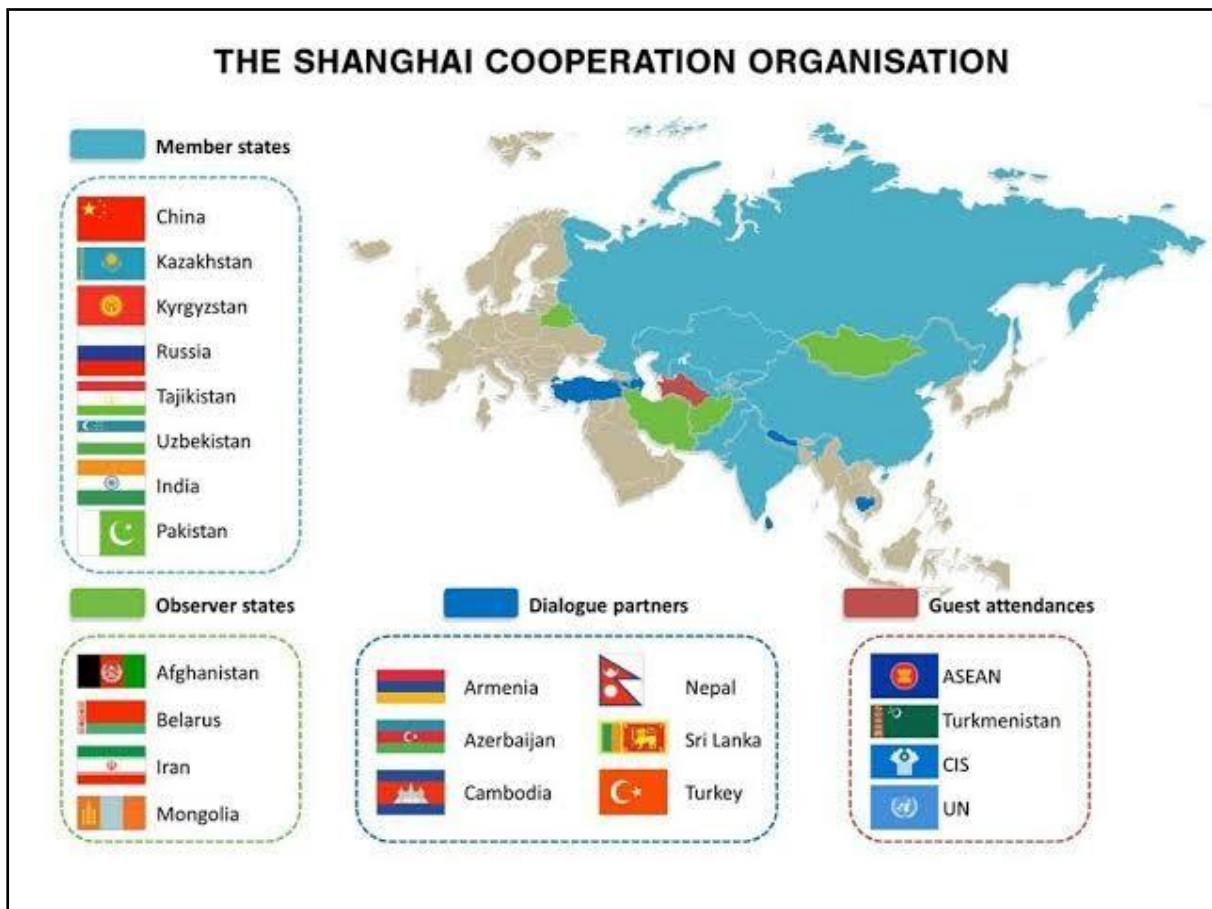 THE SHANGHAI COOPERATION ORGANISATION
Member states
China
Kazakhstan
Kyrgyzstan
Russia
Tajikistan
Uzbekistan
India
Pakistan
Observer states
Afghanistan
Belarus
Iran
Mongolia
Dialogue partners
Armenia
Azerbaijan
Cambodia
Nepal
Sri Lanka
Turkey
Guest attendances
ASEAN
Turkmenistan
CIS
UN